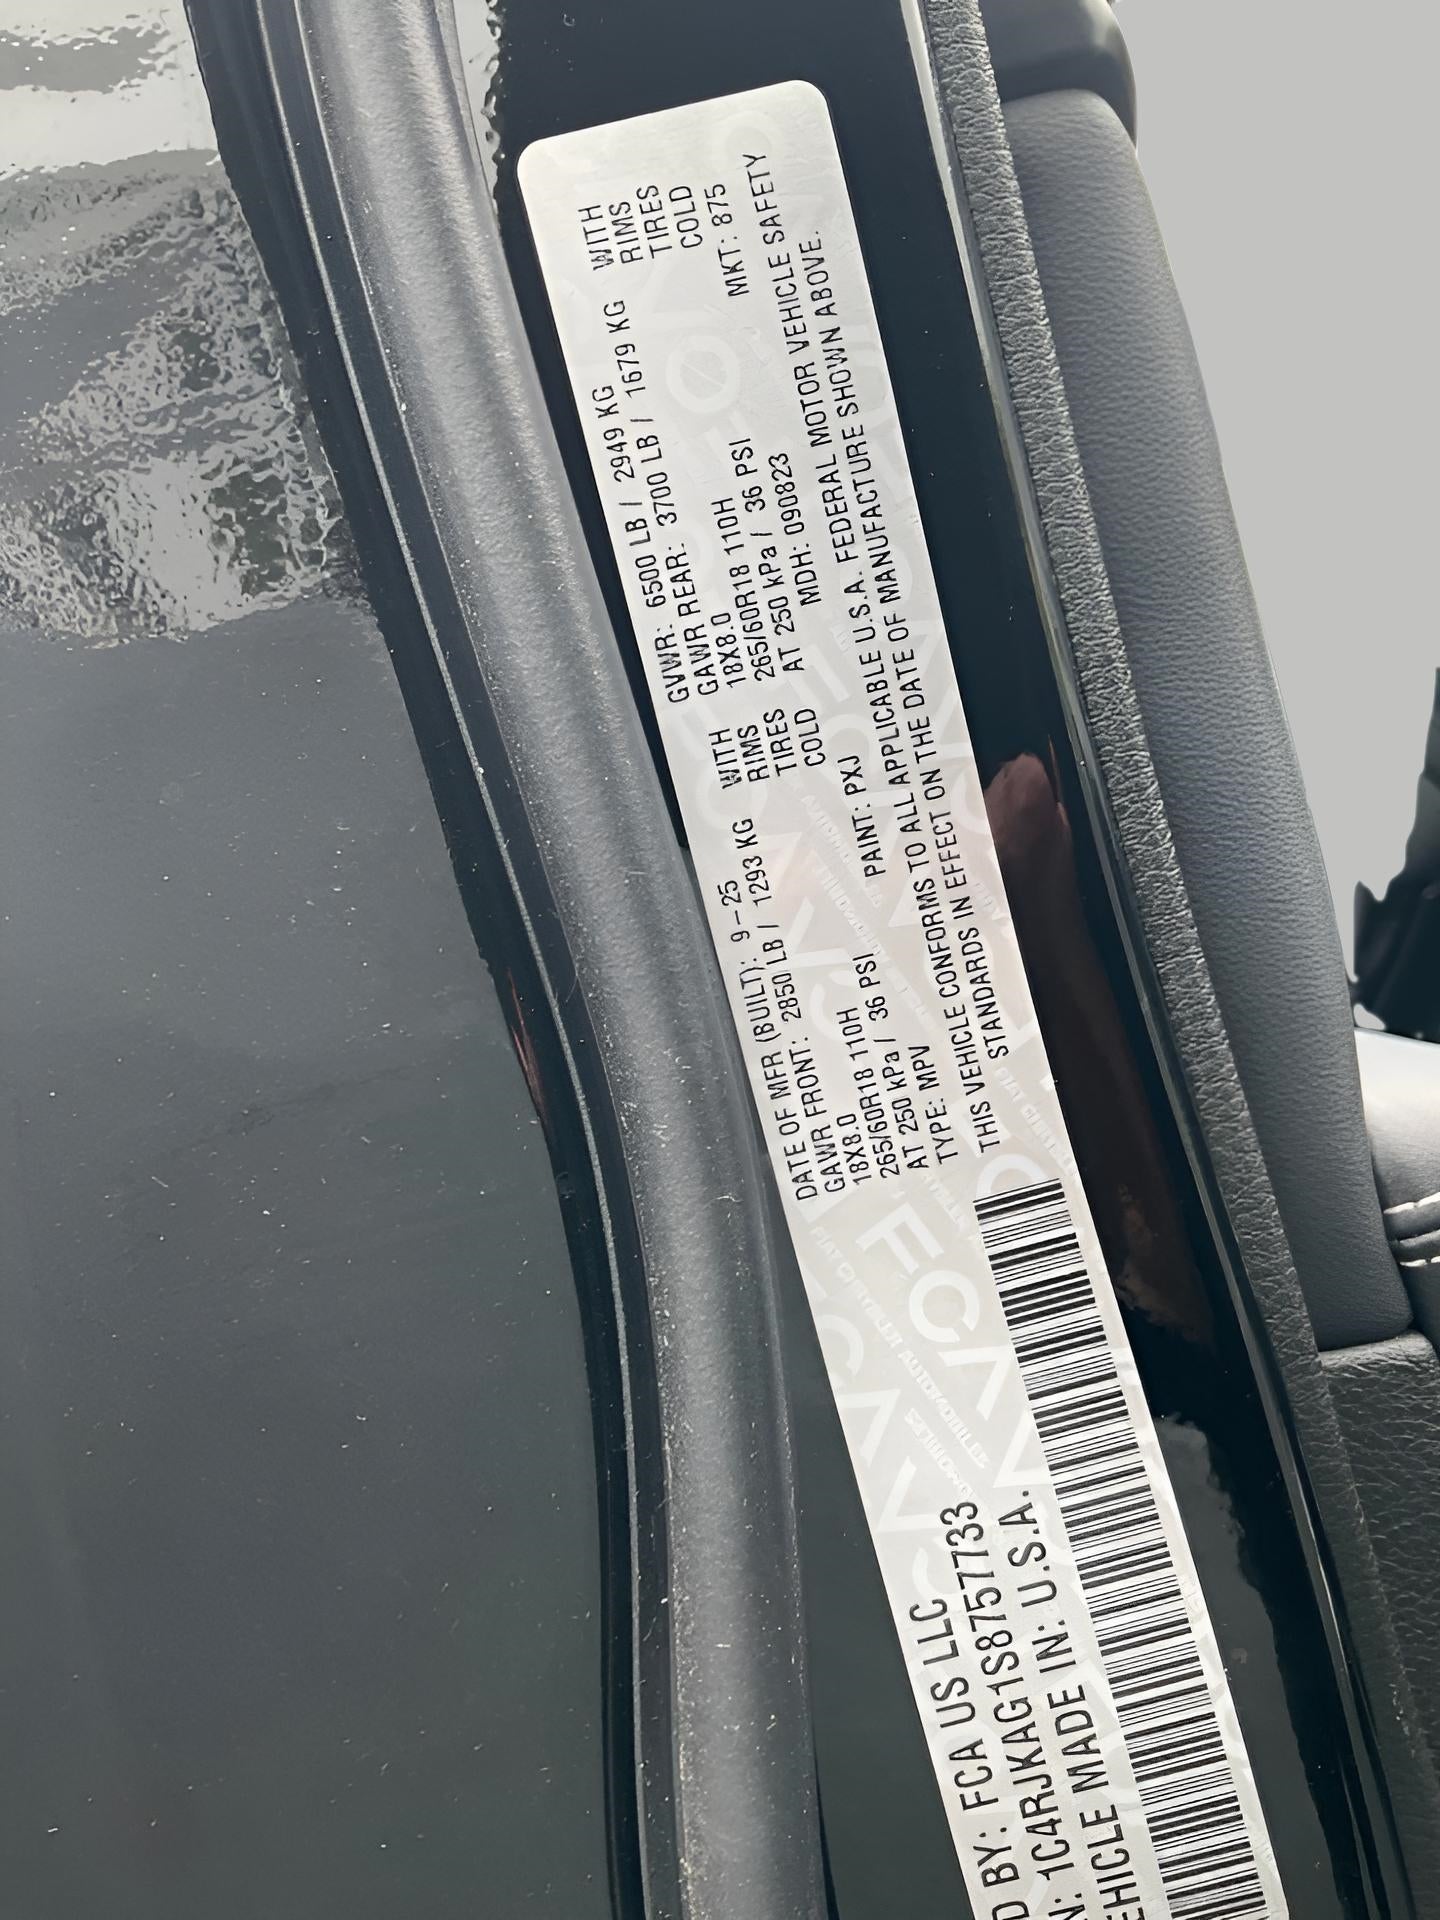 D BY: FCA US LLC
N: 1C4RJKAG1S8757733
EHICLE MADE IN: U.S.A.
DATE OF MFR (BUILT): 9-25
GVWR: 6500 LB / 2949 KG
GAWR FRONT: 2850 LB / 1293 KG WITH
18X8.0 RIMS
265/60R18 110H TIRES
AT 250 kPa / 36 PSI COLD
GAWR REAR: 3700 LB / 1679 KG WITH
18X8.0 RIMS
265/60R18 110H TIRES
AT 250 kPa / 36 PSI COLD
TYPE: MPV PAINT: PXJ MDH: 090823 MKT: 875
THIS VEHICLE CONFORMS TO ALL APPLICABLE U.S.A. FEDERAL MOTOR VEHICLE SAFETY
STANDARDS IN EFFECT ON THE DATE OF MANUFACTURE SHOWN ABOVE.